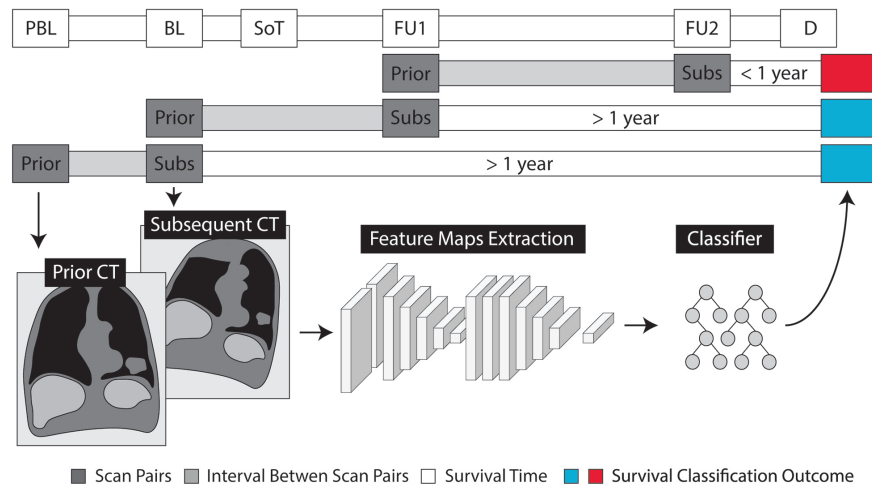 PBL BL SoT FU1 FU2 D
Prior Subs < 1 year
Prior Subs > 1 year
Prior Subs > 1 year
Subsequent CT Feature Maps Extraction Classifier
Prior CT
Scan Pairs Interval Betwen Scan Pairs Survival Time Survival Classification Outcome